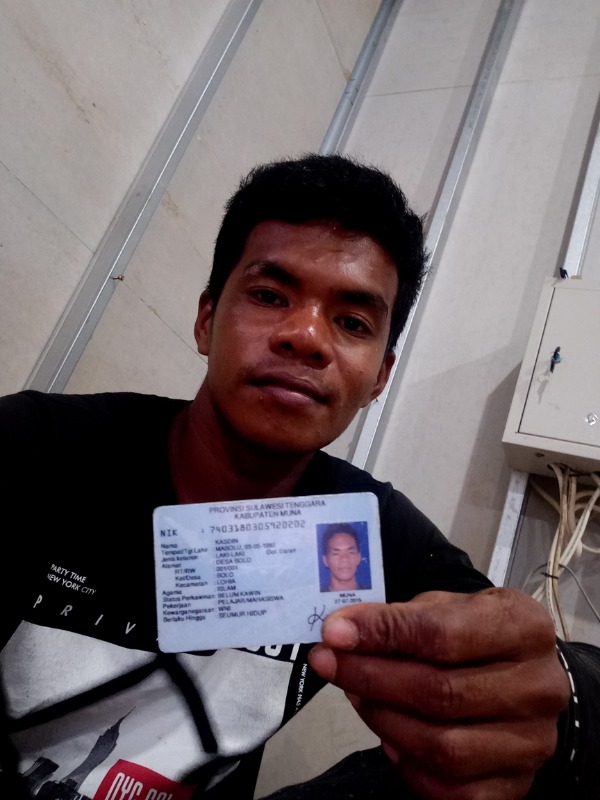 PROVINSI SULAWESI TENGGARA
KABUPATEN MUNA
NIK : 7403180305920202
Nama : KASDIN
Tempat/Tgl Lahir : MABOLU, 03-05-1992
Jenis kelamin : LAKI-LAKI Gol. Darah
Alamat : DESA BOLO
RT/RW : 001/001
Kel/Desa : BOLO
Kecamatan : LOHIA
Agama : ISLAM
Status Perkawinan : BELUM KAWIN
Pekerjaan : PELAJAR/MAHASISWA
Kewarganegaraan : WNI
Berlaku Hingga : SEUMUR HIDUP
MUNA
PARTY TIME
NEW YORK CITY
PRIV
NEW YORK
NYC